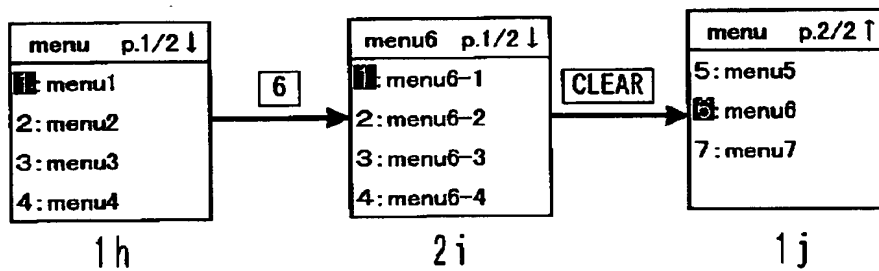 menu p.1/2 ↓
1: menu1
2: menu2
3: menu3
4: menu4
1h
6
menu6 p.1/2 ↓
1: menu6-1
2: menu6-2
3: menu6-3
4: menu6-4
2i
CLEAR
menu p.2/2 ↑
5: menu5
6: menu6
7: menu7
1j